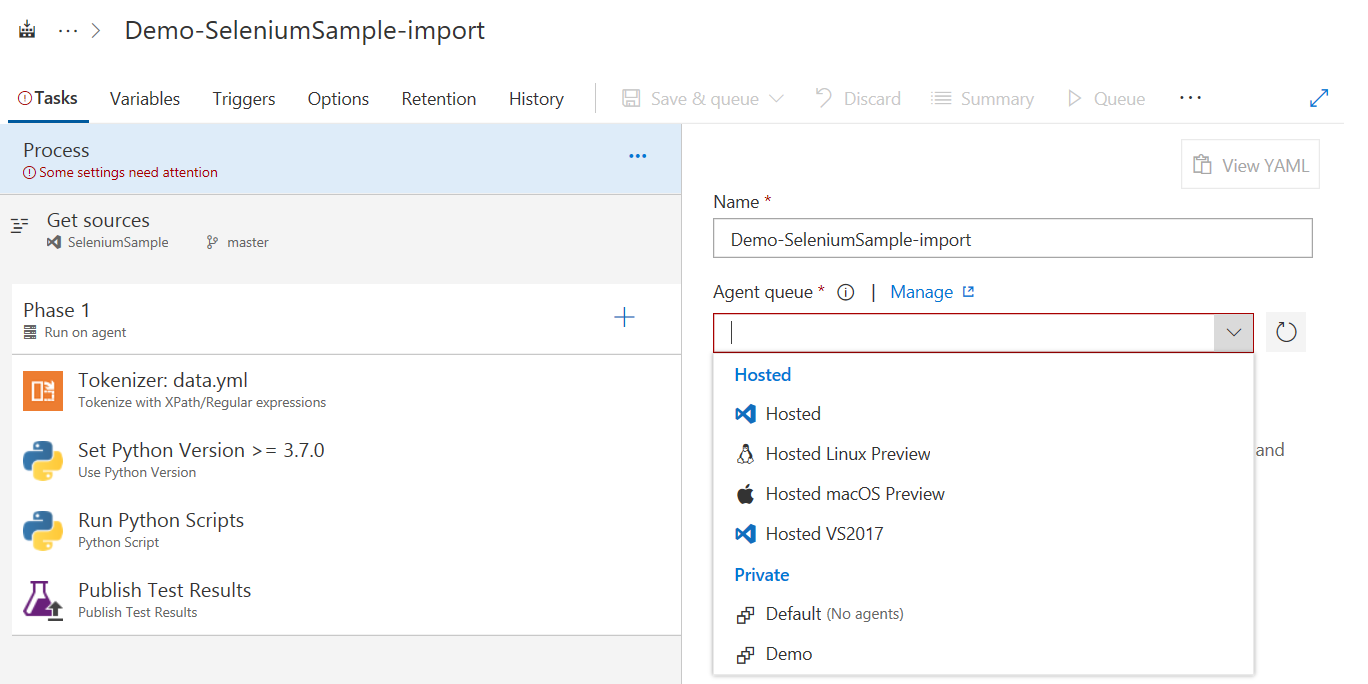 ... > Demo-SeleniumSample-import
Tasks Variables Triggers Options Retention History Save & queue Discard Summary Queue ...
Process ...
Some settings need attention
Get sources
SeleniumSample master
Phase 1
Run on agent
Tokenizer: data.yml
Tokenize with XPath/Regular expressions
Set Python Version >= 3.7.0
Use Python Version
Run Python Scripts
Python Script
Publish Test Results
Publish Test Results
View YAML
Name *
Demo-SeleniumSample-import
Agent queue * | Manage
Hosted
Hosted
Hosted Linux Preview
and
Hosted macOS Preview
Hosted VS2017
Private
Default (No agents)
Demo